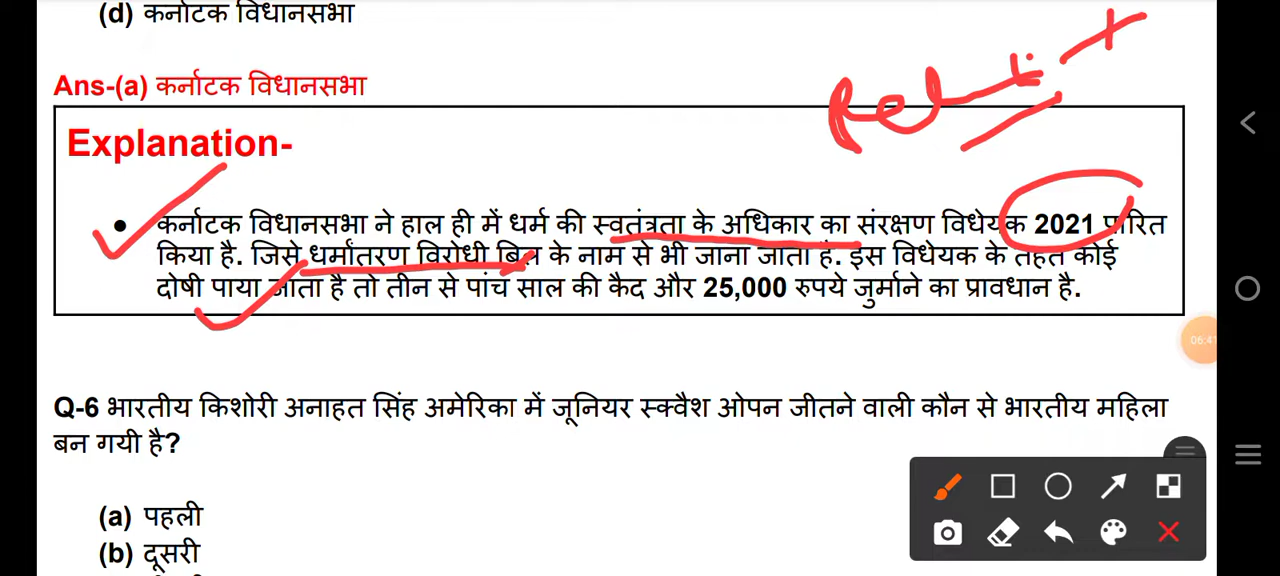 (d) कर्नाटक विधानसभा
Ans-(a) कर्नाटक विधानसभा
Explanation-
● कर्नाटक विधानसभा ने हाल ही में धर्म की स्वतंत्रता के अधिकार का संरक्षण विधेयक 2021 पारित
किया है. जिसे धर्मांतरण विरोधी बिल के नाम से भी जाना जाता है. इस विधेयक के तहत कोई
दोषी पाया जाता है तो तीन से पांच साल की कैद और 25,000 रुपये जुर्माने का प्रावधान है.
06:41
Q-6 भारतीय किशोरी अनाहत सिंह अमेरिका में जूनियर स्क्वैश ओपन जीतने वाली कौन से भारतीय महिला
बन गयी है?
(a) पहली
(b) दूसरी